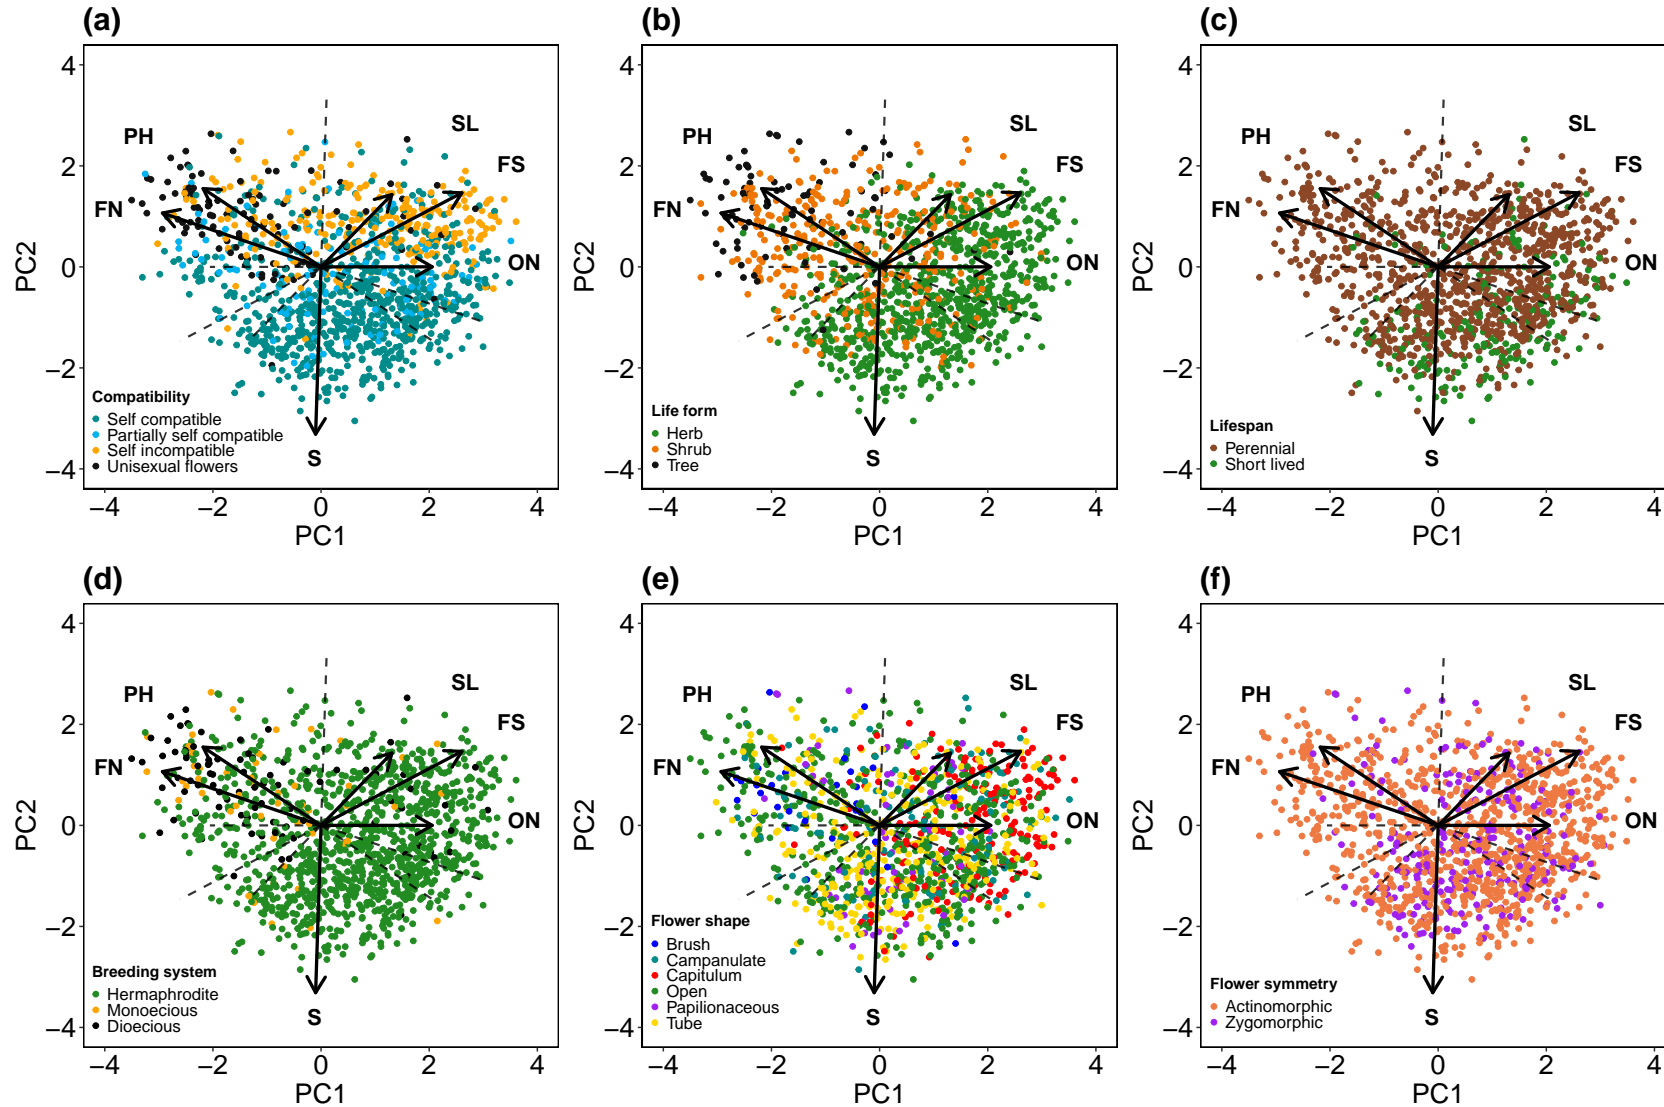 (a)
(b)
(c)
4
2
0
−2
−4
PC2
PH
FN
SL
FS
ON
S
Compatibility
Self compatible
Partially self compatible
Self incompatible
Unisexual flowers
−4
−2
0
2
4
PC1
4
2
0
−2
−4
PC2
PH
FN
SL
FS
ON
S
Life form
Herb
Shrub
Tree
−4
−2
0
2
4
PC1
4
2
0
−2
−4
PC2
PH
FN
SL
FS
ON
S
Lifespan
Perennial
Short lived
−4
−2
0
2
4
PC1
(d)
(e)
(f)
4
2
0
−2
−4
PC2
PH
FN
SL
FS
ON
S
Breeding system
Hermaphrodite
Monoecious
Dioecious
−4
−2
0
2
4
PC1
4
2
0
−2
−4
PC2
PH
FN
SL
FS
ON
S
Flower shape
Brush
Campanulate
Capitulum
Open
Papilionaceous
Tube
−4
−2
0
2
4
PC1
4
2
0
−2
−4
PC2
PH
FN
SL
FS
ON
S
Flower symmetry
Actinomorphic
Zygomorphic
−4
−2
0
2
4
PC1